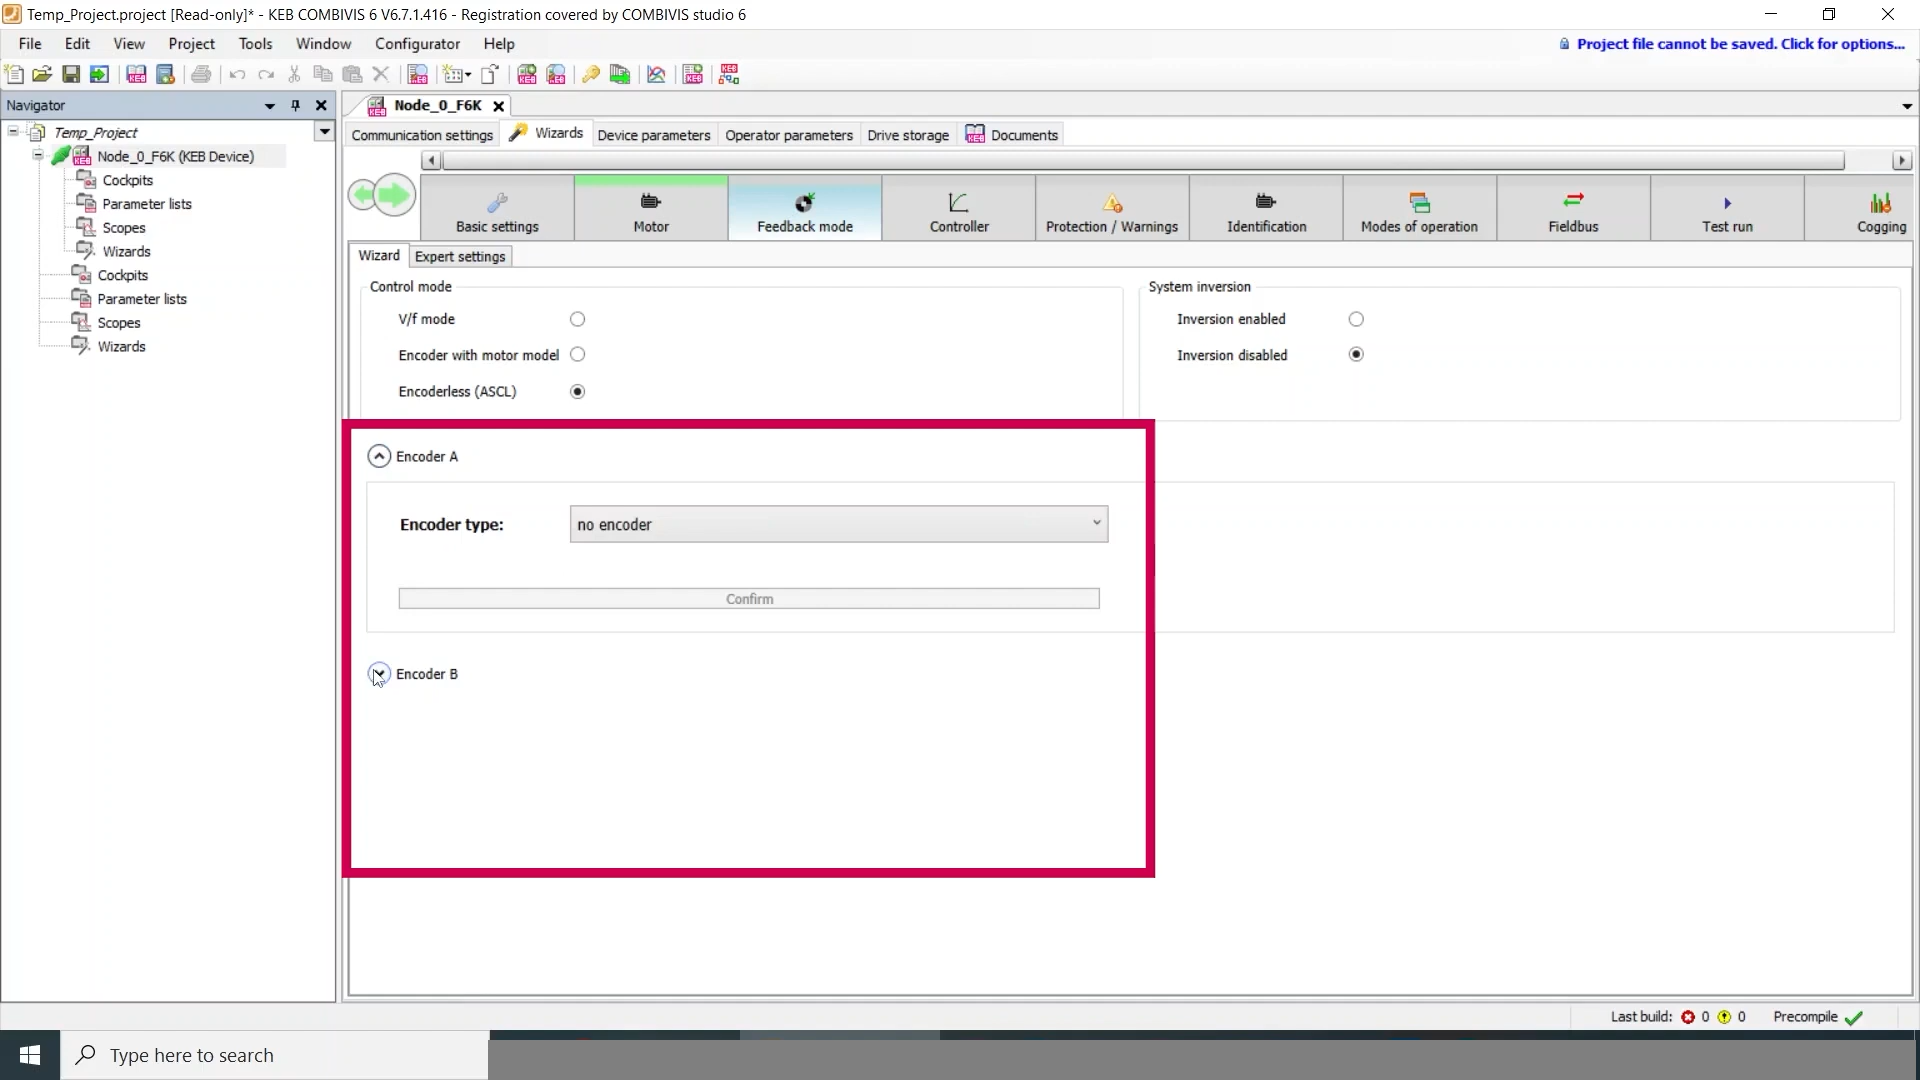 Temp_Project.project [Read-only]* - KEB COMBIVIS 6 V6.7.1.416 - Registration covered by COMBIVIS studio 6
File Edit View Project Tools Window Configurator Help
Project file cannot be saved. Click for options...
Navigator
Node_0_F6K
Temp_Project
Communication settings Wizards Device parameters Operator parameters Drive storage Documents
Node_0_F6K (KEB Device)
Cockpits
Parameter lists
Scopes
Wizards
Cockpits
Parameter lists
Scopes
Wizards
Basic settings Motor Feedback mode Controller Protection / Warnings Identification Modes of operation Fieldbus Test run Cogging
Wizard Expert settings
Control mode
V/f mode
Encoder with motor model
Encoderless (ASCL)
System inversion
Inversion enabled
Inversion disabled
Encoder A
Encoder type: no encoder
Confirm
Encoder B
Last build: 0 0 Precompile
Type here to search